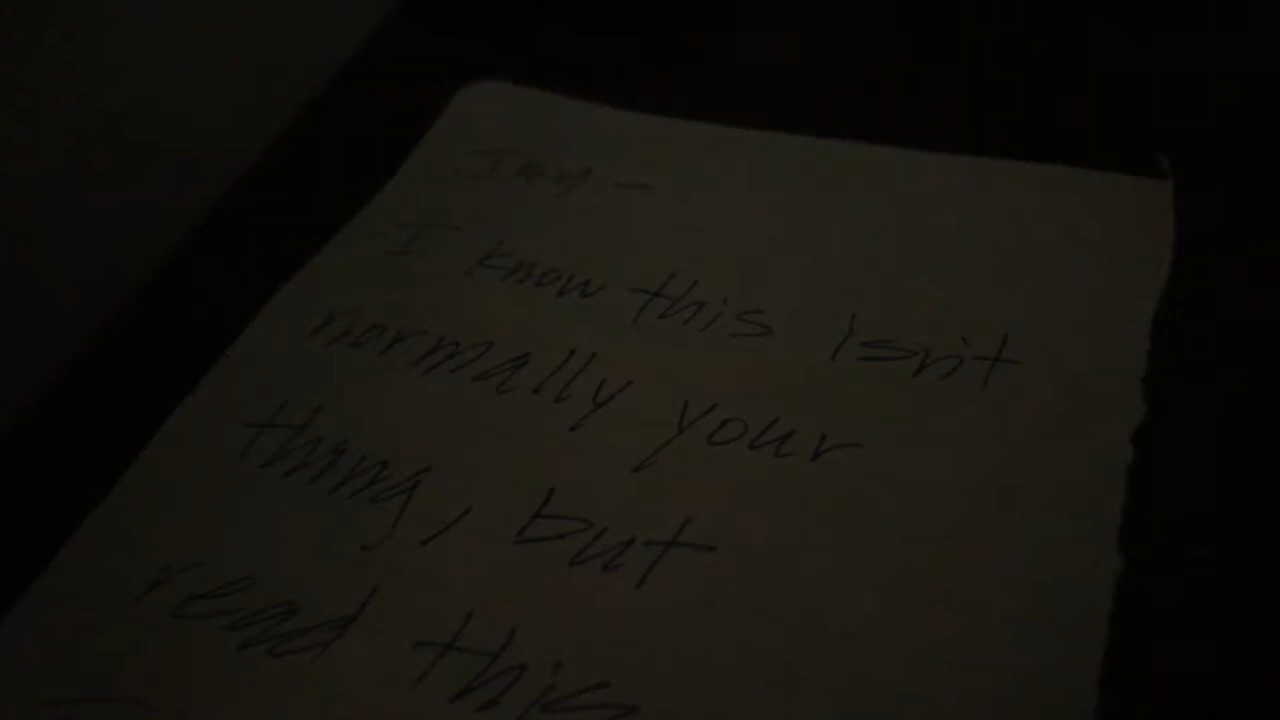 Jay -
I know this isn't
normally your
thing, but
read this